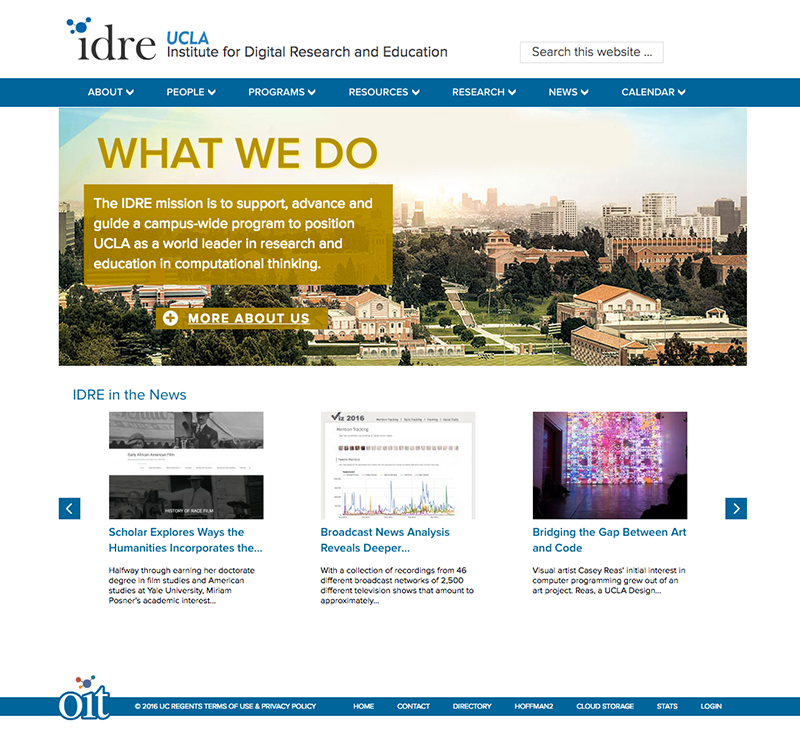 idre
UCLA
Institute for Digital Research and Education
Search this website ...
ABOUT PEOPLE PROGRAMS RESOURCES RESEARCH NEWS CALENDAR
WHAT WE DO
The IDRE mission is to support, advance and
guide a campus-wide program to position
UCLA as a world leader in research and
education in computational thinking.
MORE ABOUT US
IDRE in the News
Early African American Film
HISTORY OF RACE FILM
Viz 2016
Mention Tracking
Scholar Explores Ways the
Humanities Incorporates the...
Halfway through earning her doctorate
degree in film studies and American
studies at Yale University, Miriam
Posner's academic interest...
Broadcast News Analysis
Reveals Deeper...
With a collection of recordings from 46
different broadcast networks of 2,500
different television shows that amount to
approximately...
Bridging the Gap Between Art
and Code
Visual artist Casey Reas' initial interest in
computer programming grew out of an
art project. Reas, a UCLA Design...
oit
© 2016 UC REGENTS TERMS OF USE & PRIVACY POLICY HOME CONTACT DIRECTORY HOFFMAN2 CLOUD STORAGE STATS LOGIN